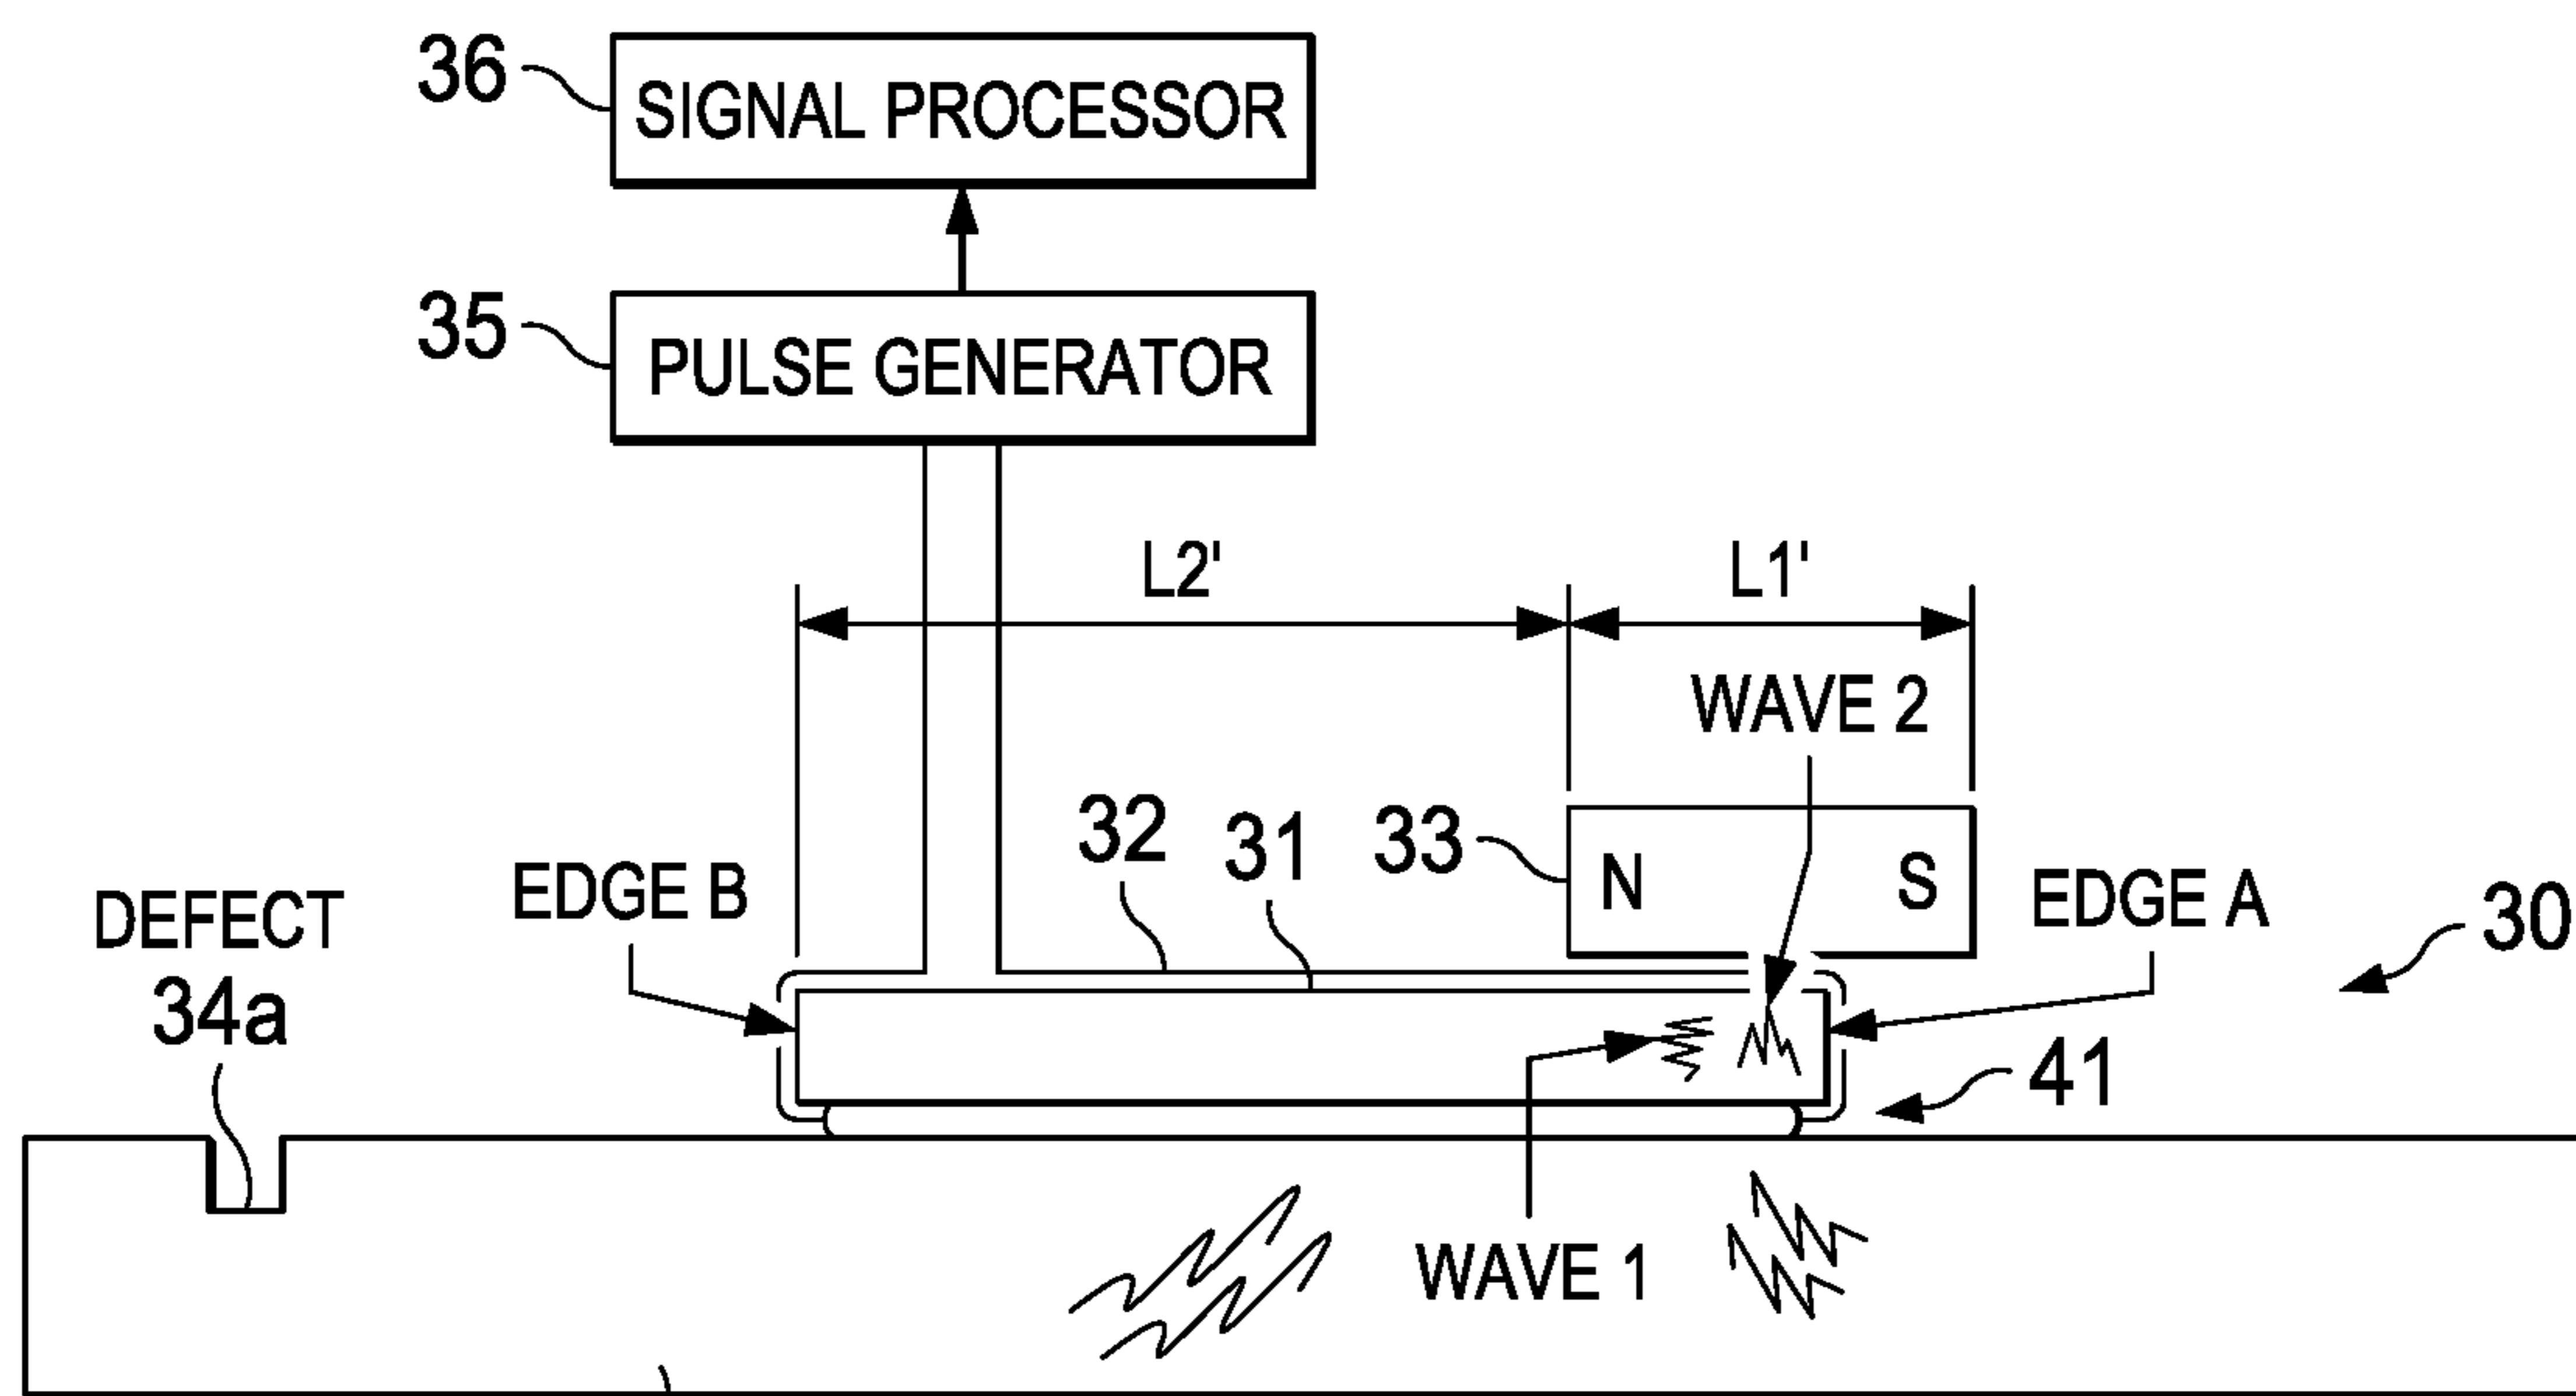 36
SIGNAL PROCESSOR
35
PULSE GENERATOR
L2'
L1'
WAVE 2
32
31
33
N
S
EDGE B
EDGE A
DEFECT
34a
30
41
WAVE 1